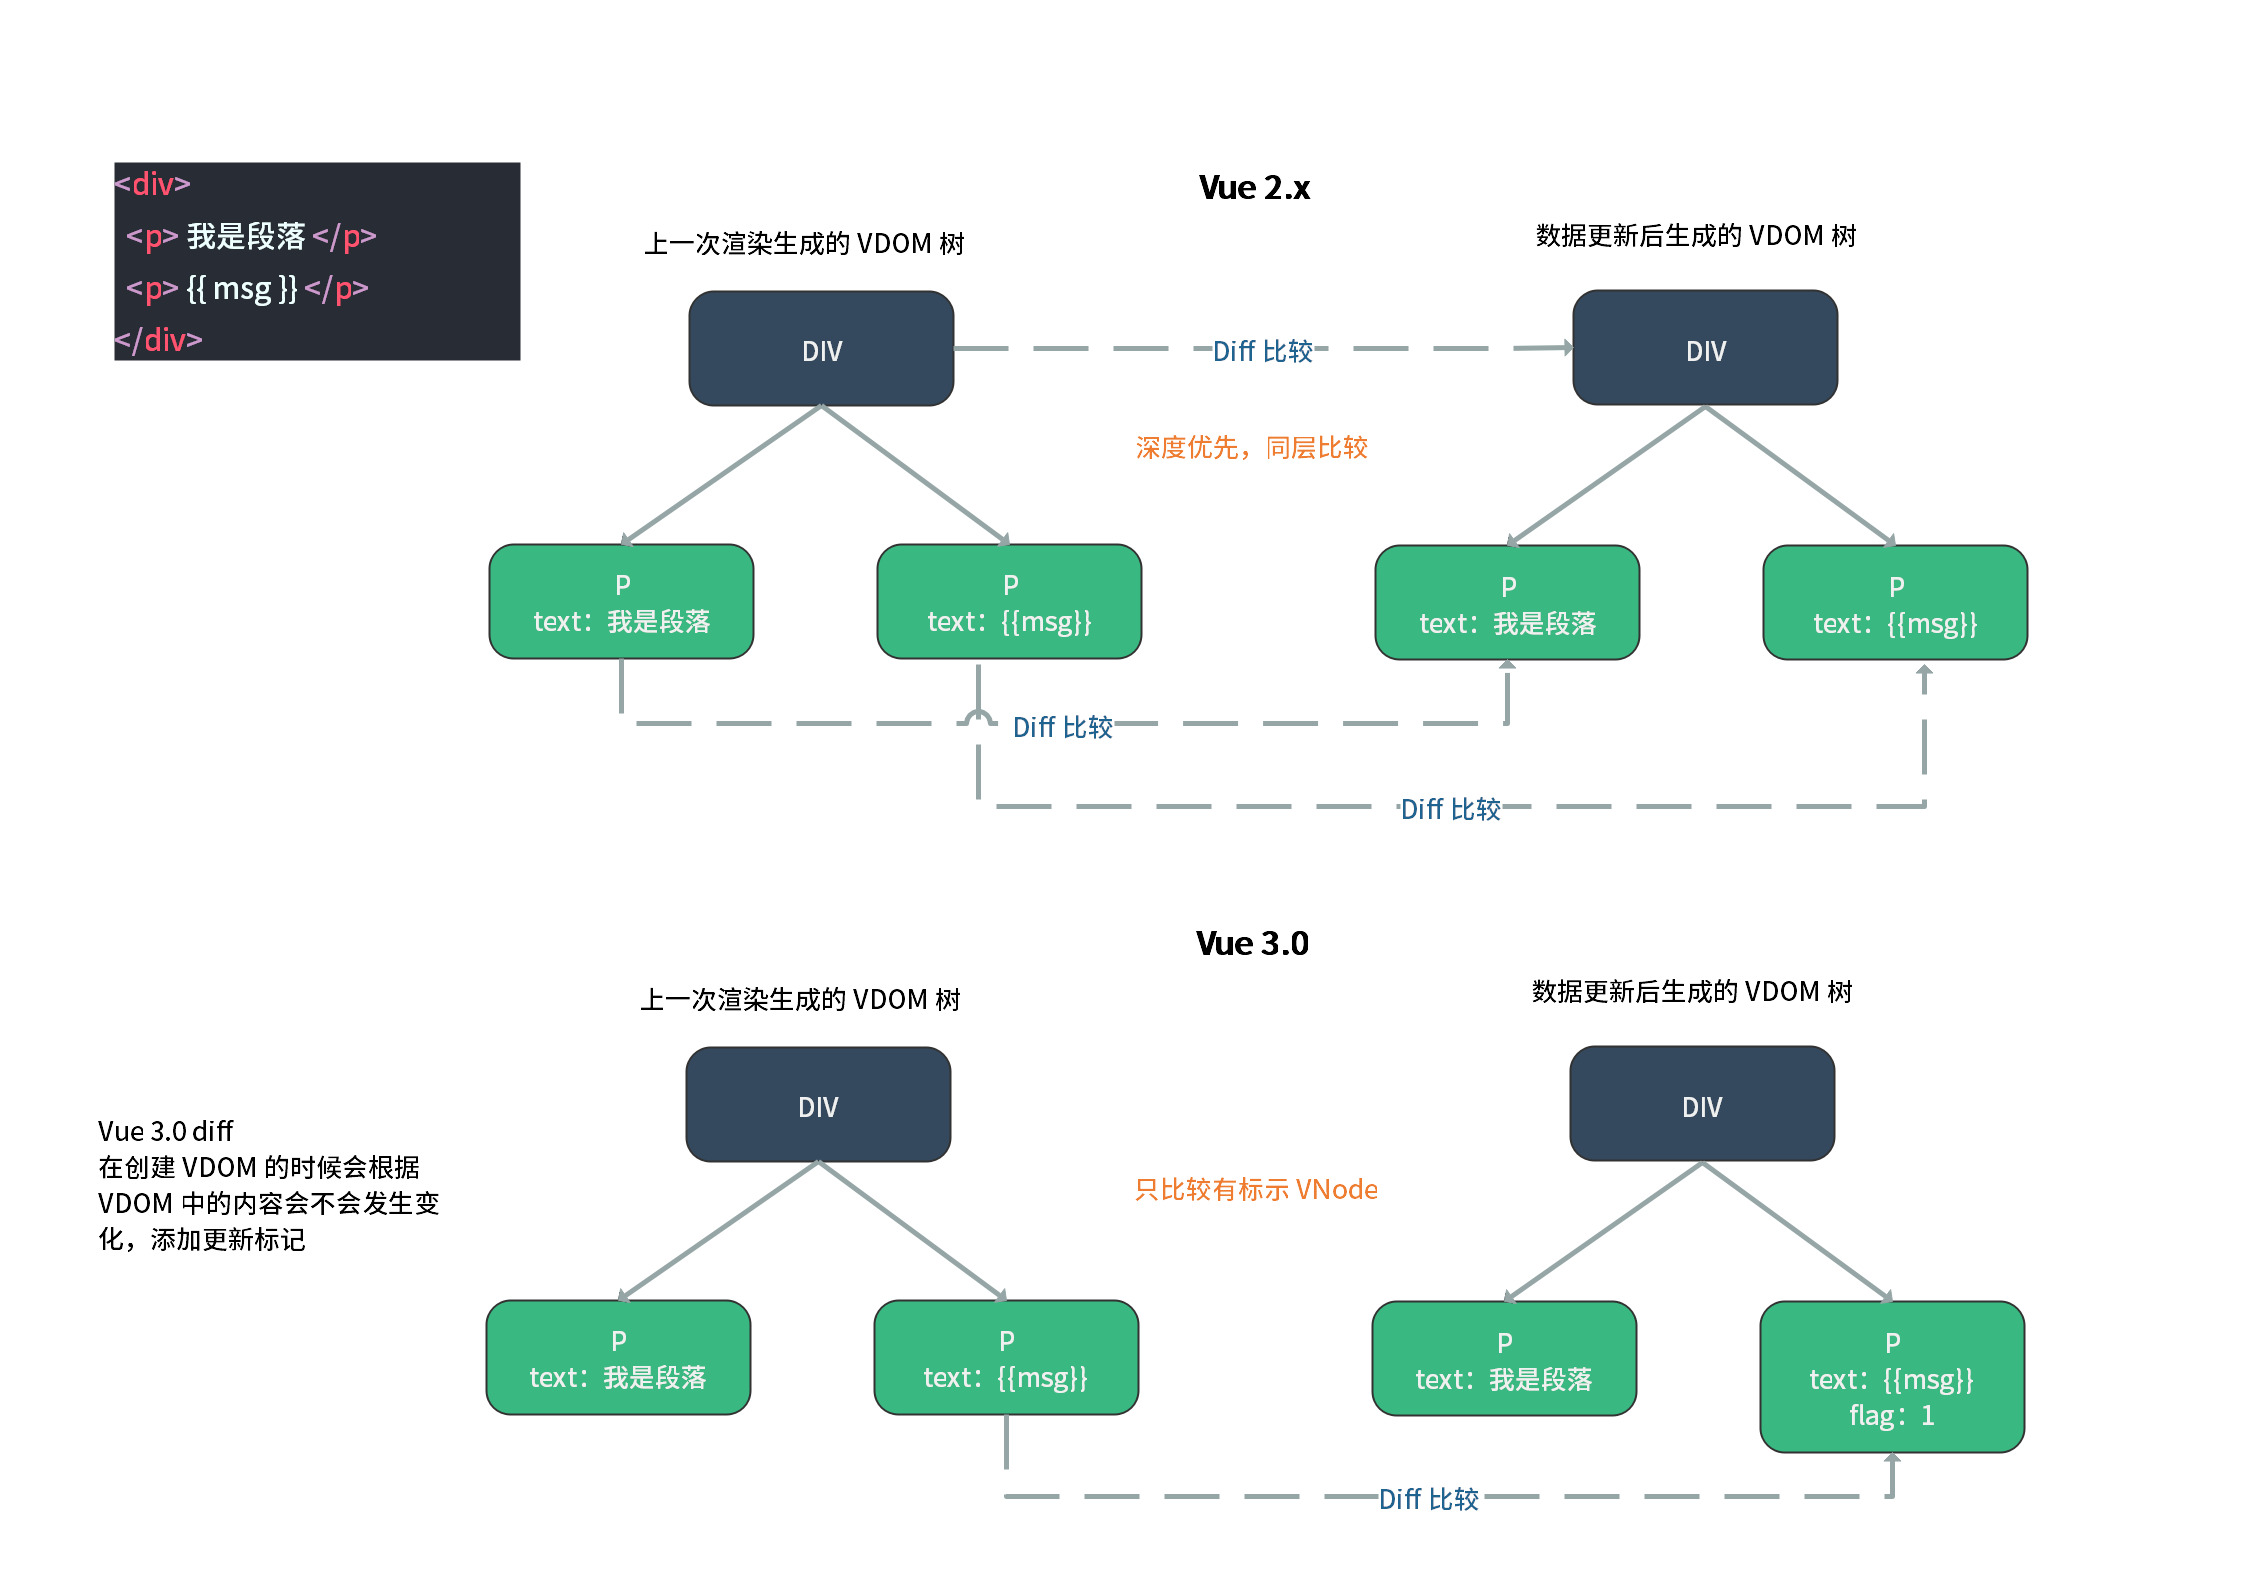 <div>
<p> 我是段落 </p>
<p> {{ msg }} </p>
</div>
Vue 2.x
上一次渲染生成的 VDOM 树
数据更新后生成的 VDOM 树
DIV
Diff 比较
DIV
深度优先，同层比较
P
text：我是段落
P
text：{{msg}}
P
text：我是段落
P
text：{{msg}}
Diff 比较
Diff 比较
Vue 3.0
上一次渲染生成的 VDOM 树
数据更新后生成的 VDOM 树
DIV
DIV
Vue 3.0 diff
在创建 VDOM 的时候会根据
VDOM 中的内容会不会发生变
化，添加更新标记
只比较有标示 VNode
P
text：我是段落
P
text：{{msg}}
P
text：我是段落
P
text：{{msg}}
flag：1
Diff 比较